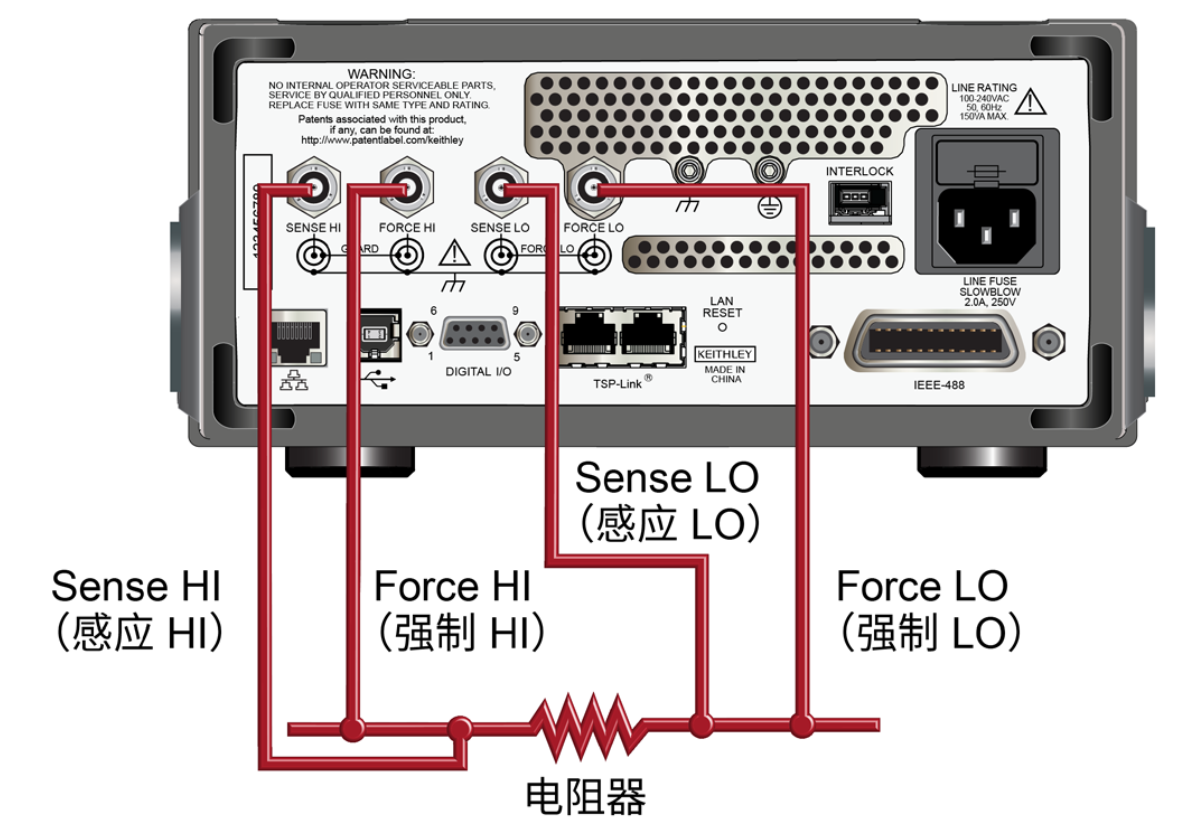 WARNING:
NO INTERNAL OPERATOR SERVICEABLE PARTS,
SERVICE BY QUALIFIED PERSONNEL ONLY.
REPLACE FUSE WITH SAME TYPE AND RATING.
Patents associated with this product,
if any, can be found at:
http://www.patentlabel.com/keithley
LINE RATING
100-240VAC
50, 60Hz
150VA MAX.
INTERLOCK
SENSE HI
FORCE HI
SENSE LO
FORCE LO
LINE FUSE
SLOWBLOW
2.0A, 250V
6
9
1
5
DIGITAL I/O
TSP-Link®
LAN
RESET
KEITHLEY
MADE IN
CHINA
IEEE-488
Sense LO
（感应 LO）
Sense HI
（感应 HI）
Force HI
（强制 HI）
Force LO
（强制 LO）
电阻器